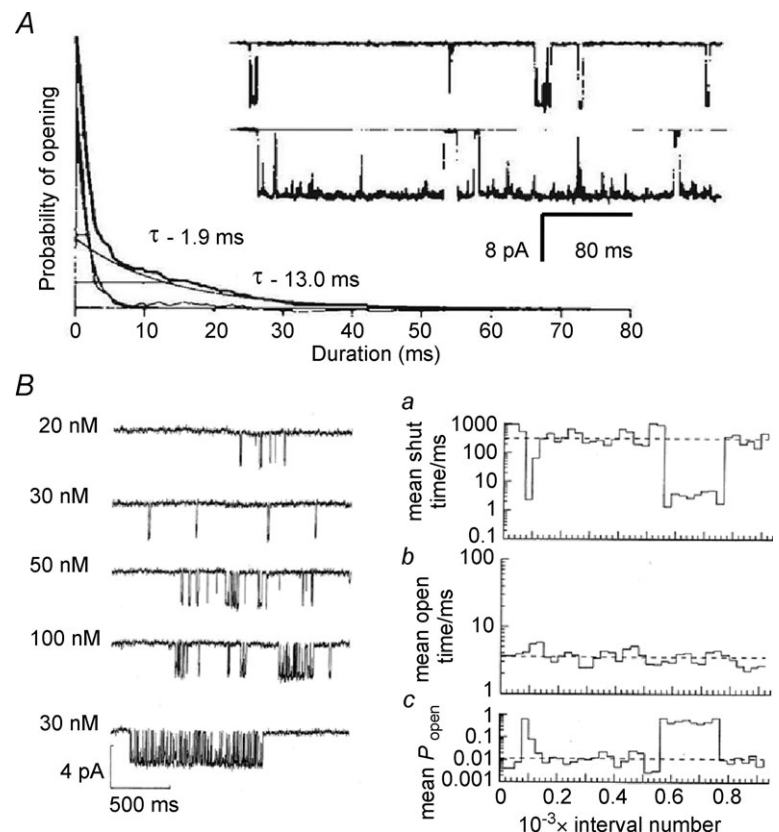 A
Probability of opening
τ - 1.9 ms
τ - 13.0 ms
8 pA
80 ms
0 10 20 30 40 50 60 70 80
Duration (ms)
B
20 nM
30 nM
50 nM
100 nM
30 nM
4 pA
500 ms
a
mean shut
time/ms
1000
100
10
1
0.1
b
mean open
time/ms
100
10
1
c
mean Popen
1
0.1
0.01
0.001
0 0.2 0.4 0.6 0.8
10-3× interval number